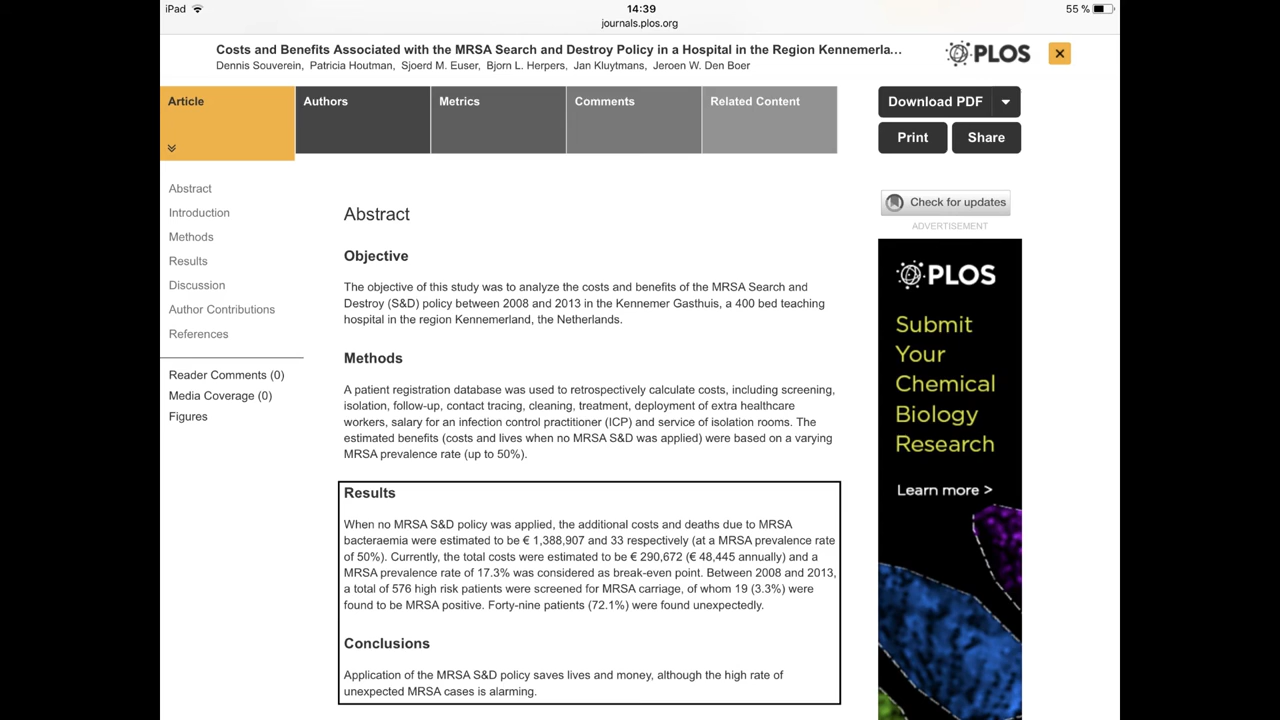 iPad
14:39
55 %
journals.plos.org
Costs and Benefits Associated with the MRSA Search and Destroy Policy in a Hospital in the Region Kennemerla...
Dennis Souverein, Patricia Houtman, Sjoerd M. Euser, Bjorn L. Herpers, Jan Kluytmans, Jeroen W. Den Boer
PLOS
Article
Authors
Metrics
Comments
Related Content
Download PDF
Print
Share
Abstract
Introduction
Methods
Results
Discussion
Author Contributions
References
Reader Comments (0)
Media Coverage (0)
Figures
Abstract
Objective
The objective of this study was to analyze the costs and benefits of the MRSA Search and
Destroy (S&D) policy between 2008 and 2013 in the Kennemer Gasthuis, a 400 bed teaching
hospital in the region Kennemerland, the Netherlands.
Methods
A patient registration database was used to retrospectively calculate costs, including screening,
isolation, follow-up, contact tracing, cleaning, treatment, deployment of extra healthcare
workers, salary for an infection control practitioner (ICP) and service of isolation rooms. The
estimated benefits (costs and lives when no MRSA S&D was applied) were based on a varying
MRSA prevalence rate (up to 50%).
Results
When no MRSA S&D policy was applied, the additional costs and deaths due to MRSA
bacteraemia were estimated to be € 1,388,907 and 33 respectively (at a MRSA prevalence rate
of 50%). Currently, the total costs were estimated to be € 290,672 (€ 48,445 annually) and a
MRSA prevalence rate of 17.3% was considered as break-even point. Between 2008 and 2013,
a total of 576 high risk patients were screened for MRSA carriage, of whom 19 (3.3%) were
found to be MRSA positive. Forty-nine patients (72.1%) were found unexpectedly.
Conclusions
Application of the MRSA S&D policy saves lives and money, although the high rate of
unexpected MRSA cases is alarming.
Check for updates
ADVERTISEMENT
PLOS
Submit
Your
Chemical
Biology
Research
Learn more >